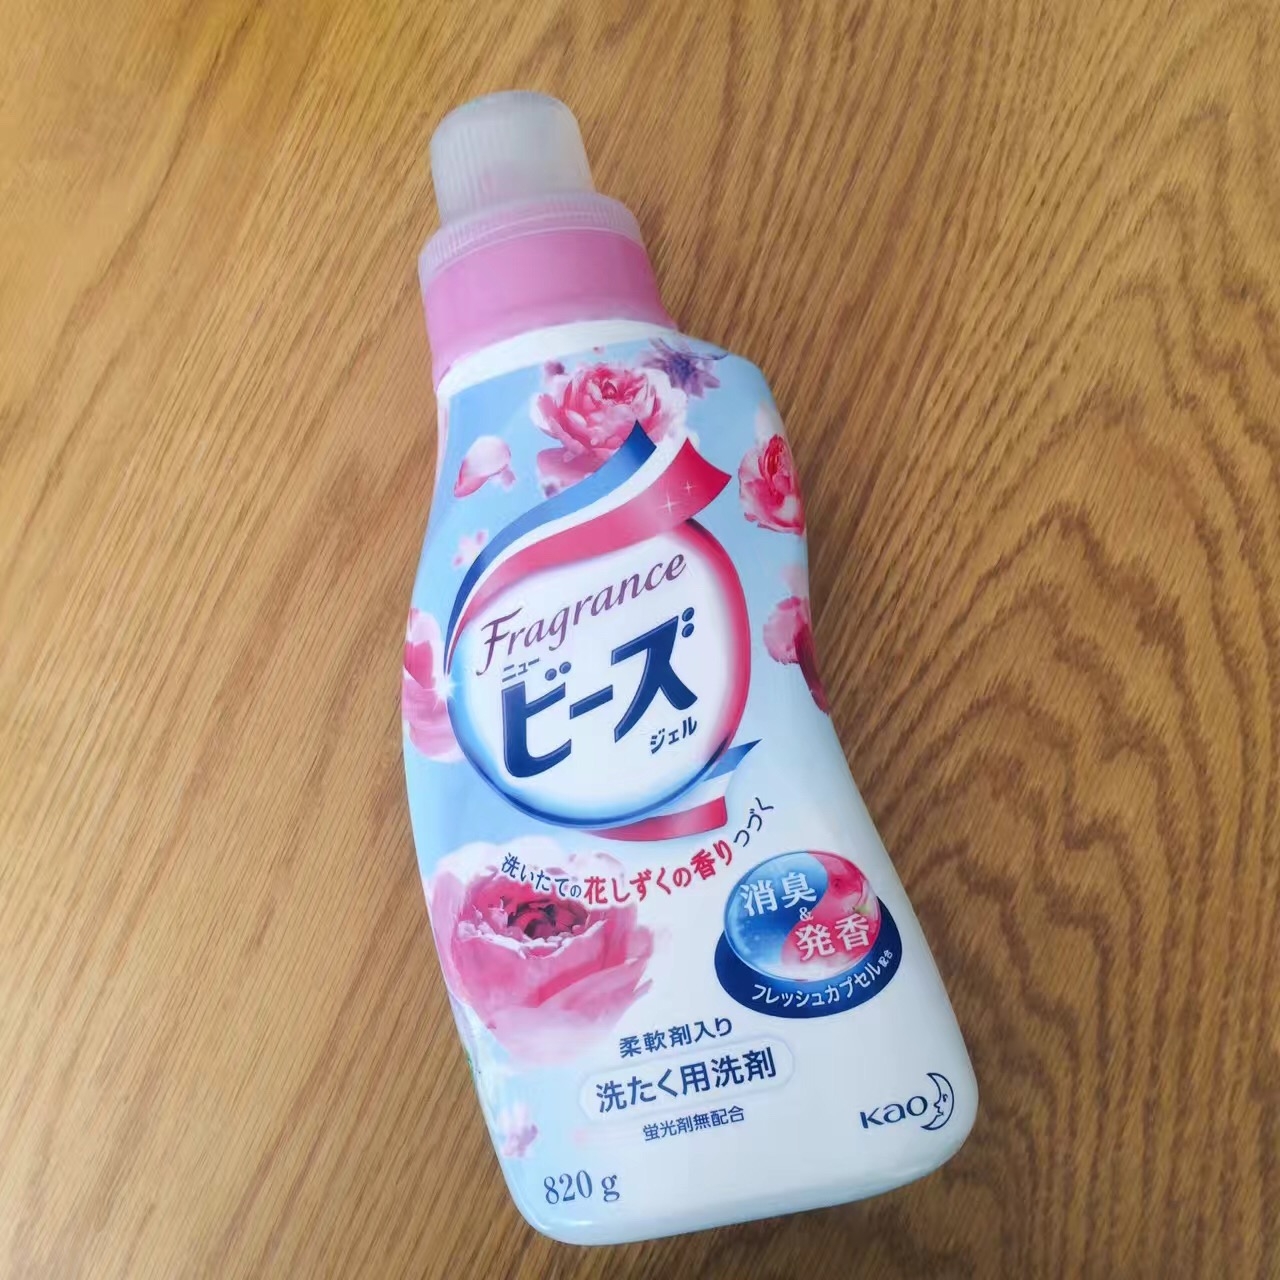 Fragrance
ニュー
ビーズ
ジェル
洗いたての花しずくの香りつづく
消臭
&
発香
フレッシュカプセル配合
柔軟剤入り
洗たく用洗剤
蛍光剤無配合
Kao
820 g